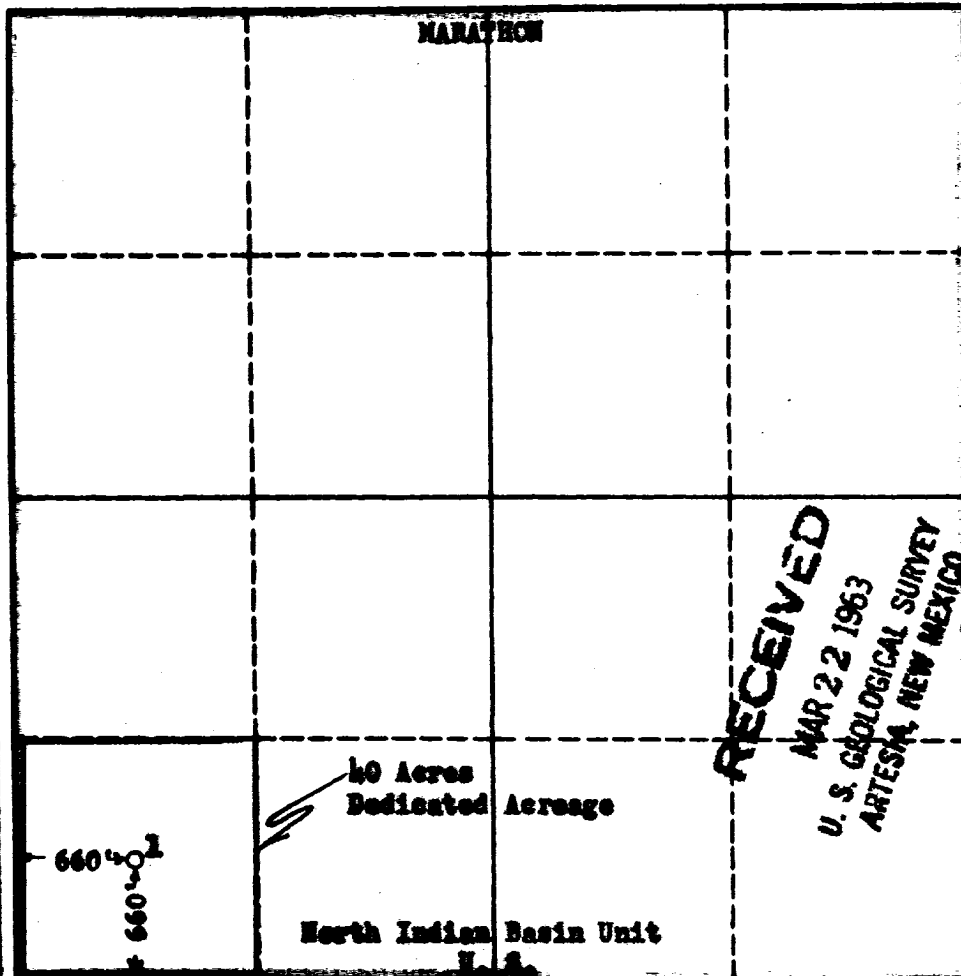 MARATHON
RECEIVED
MAR 22 1963
U. S. GEOLOGICAL SURVEY
ARTESIA, NEW MEXICO
40 Acres
Dedicated Acreage
660'
1
660'
North Indian Basin Unit
U. S.